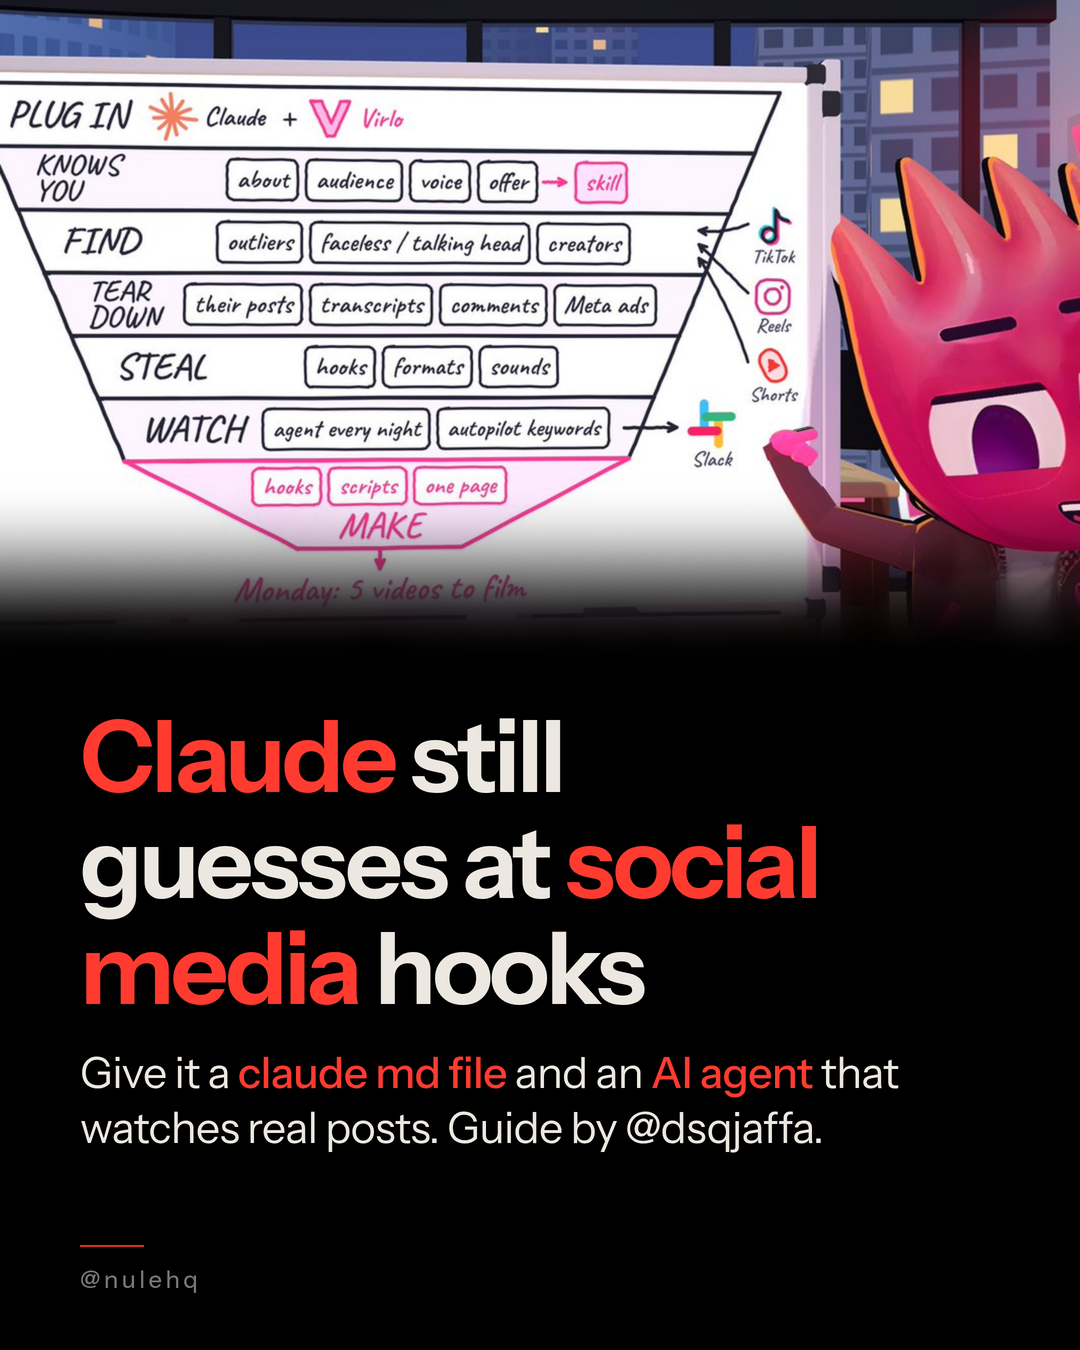 PLUG IN Claude + Virlo
KNOWS YOU about audience voice offer skill
FIND outliers faceless / talking head creators
TikTok
Reels
TEAR DOWN their posts transcripts comments Meta ads
STEAL hooks formats sounds
Shorts
WATCH agent every night autopilot keywords
Slack
hooks scripts one page
MAKE
Monday: 5 videos to film
Claude still
guesses at social
media hooks
Give it a claude md file and an AI agent that
watches real posts. Guide by @dsqjaffa.
@nulehq